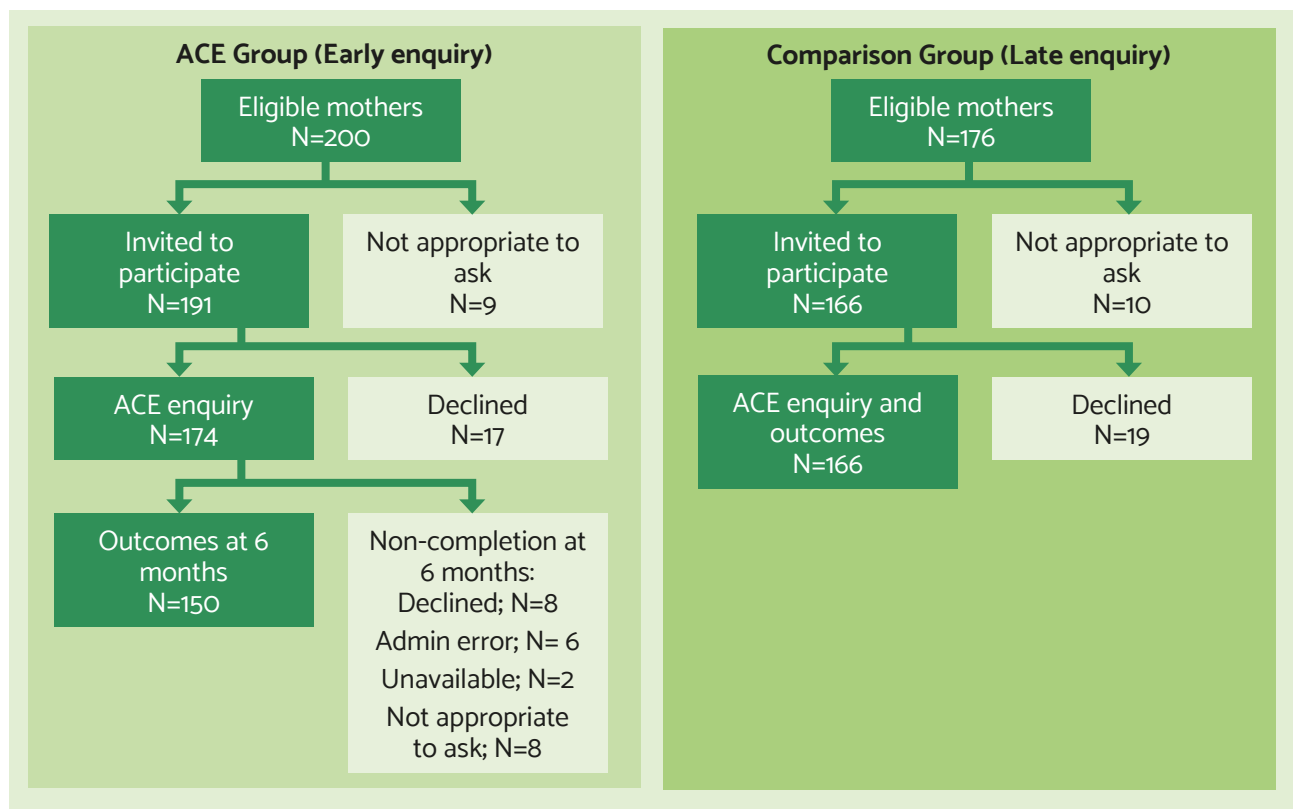 ACE Group (Early enquiry)
Eligible mothers
N=200
Invited to
participate
N=191
Not appropriate to
ask
N=9
ACE enquiry
N=174
Declined
N=17
Outcomes at 6
months
N=150
Non-completion at
6 months:
Declined; N=8
Admin error; N= 6
Unavailable; N=2
Not appropriate
to ask; N=8
Comparison Group (Late enquiry)
Eligible mothers
N=176
Invited to
participate
N=166
Not appropriate to
ask
N=10
ACE enquiry and
outcomes
N=166
Declined
N=19